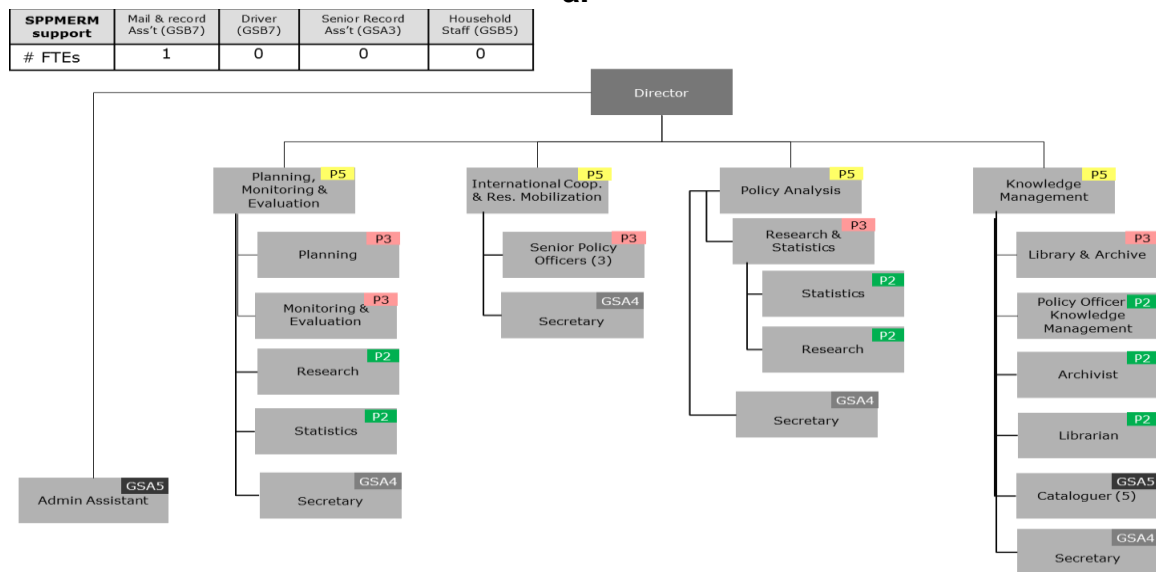 a.
SPPMERM support | Mail & record Ass't (GSB7) | Driver (GSB7) | Senior Record Ass't (GSA3) | Household Staff (GSB5)
# FTEs | 1 | 0 | 0 | 0
Director
P5
Planning,
Monitoring &
Evaluation
P3
Planning
P3
Monitoring &
Evaluation
P2
Research
P2
Statistics
GSA4
Secretary
P5
International Coop.
& Res. Mobilization
P3
Senior Policy
Officers (3)
GSA4
Secretary
P5
Policy Analysis
P3
Research &
Statistics
P2
Statistics
P2
Research
GSA4
Secretary
P5
Knowledge
Management
P3
Library & Archive
P2
Policy Officer
Knowledge
Management
P2
Archivist
P2
Librarian
GSA5
Cataloguer (5)
GSA4
Secretary
GSA5
Admin Assistant